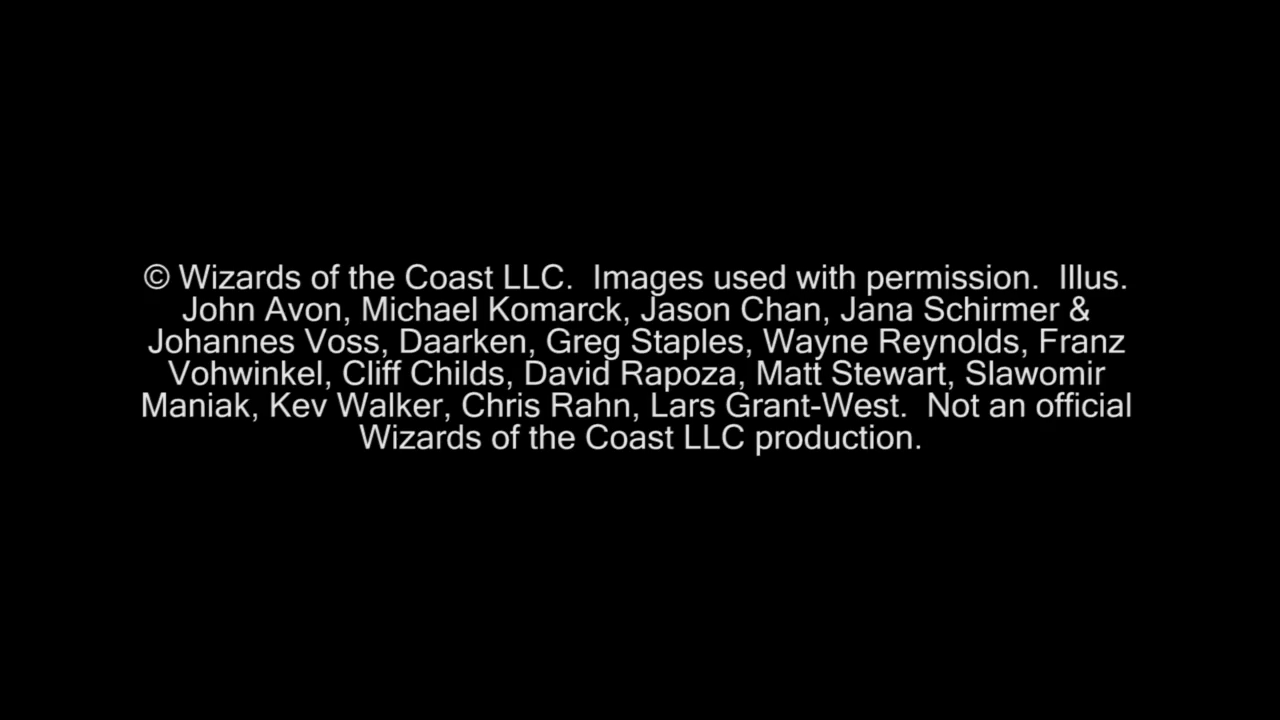 © Wizards of the Coast LLC.  Images used with permission.  Illus.
John Avon, Michael Komarck, Jason Chan, Jana Schirmer &
Johannes Voss, Daarken, Greg Staples, Wayne Reynolds, Franz
Vohwinkel, Cliff Childs, David Rapoza, Matt Stewart, Slawomir
Maniak, Kev Walker, Chris Rahn, Lars Grant-West.  Not an official
Wizards of the Coast LLC production.